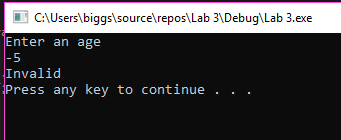 C:\Users\biggs\source\repos\Lab 3\Debug\Lab 3.exe
Enter an age
-5
Invalid
Press any key to continue . . .